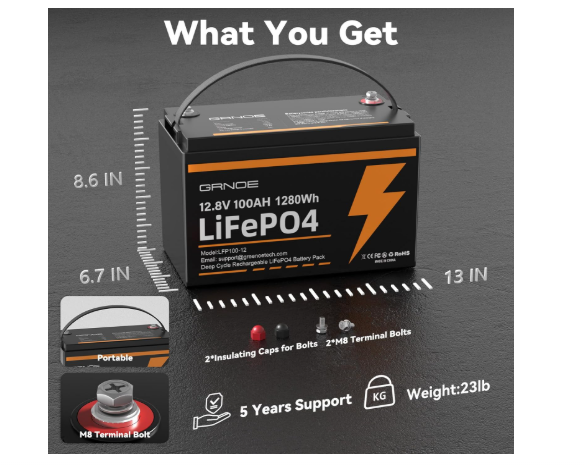 What You Get
GRNOE
8.6 IN
GRNOE
12.8V 100AH 1280Wh
LiFePO4
Model:LFP100-12
Deep Cycle Rechargeable LiFePO4 Battery Pack
RoHS
6.7 IN
13 IN
Portable
2*Insulating Caps for Bolts
2*M8 Terminal Bolts
M8 Terminal Bolt
5 Years Support
KG
Weight:23lb